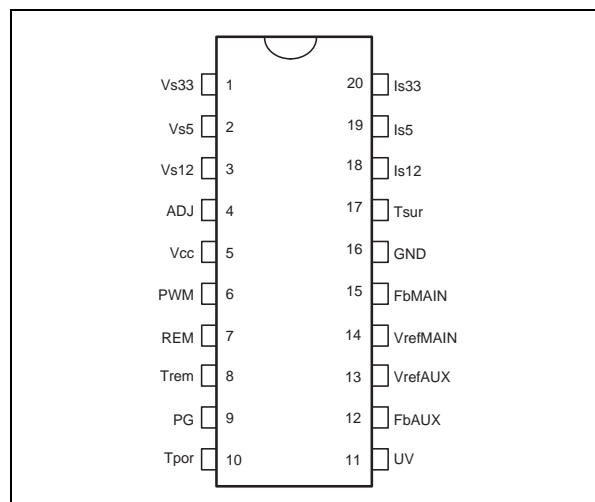 Vs33 1 20 Is33
Vs5 2 19 Is5
Vs12 3 18 Is12
ADJ 4 17 Tsur
Vcc 5 16 GND
PWM 6 15 FbMAIN
REM 7 14 VrefMAIN
Trem 8 13 VrefAUX
PG 9 12 FbAUX
Tpor 10 11 UV